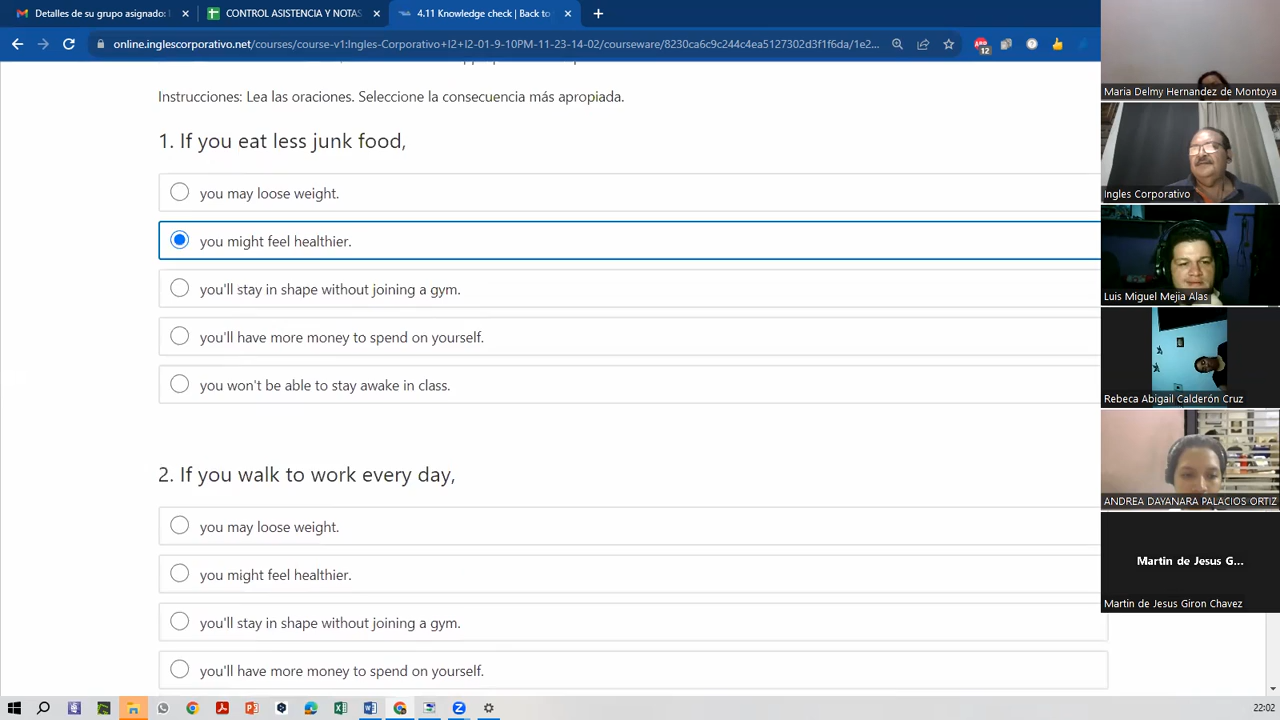 Detalles de su grupo asignado:
CONTROL ASISTENCIA Y NOTAS
4.11 Knowledge check | Back to
online.inglescorporativo.net/courses/course-v1:Ingles-Corporativo+I2+I2-01-9-10PM-11-23-14-02/courseware/8230ca6c9c244c4ea5127302d3f1f6da/1e2...
12
Instrucciones: Lea las oraciones. Seleccione la consecuencia más apropiada.
1. If you eat less junk food,
you may loose weight.
you might feel healthier.
you'll stay in shape without joining a gym.
you'll have more money to spend on yourself.
you won't be able to stay awake in class.
2. If you walk to work every day,
you may loose weight.
you might feel healthier.
you'll stay in shape without joining a gym.
you'll have more money to spend on yourself.
Maria Delmy Hernandez de Montoya
Ingles Corporativo
Luis Miguel Mejia Alas
Rebeca Abigail Calderón Cruz
ANDREA DAYANARA PALACIOS ORTIZ
Martin de Jesus G...
Martin de Jesus Giron Chavez
22:02